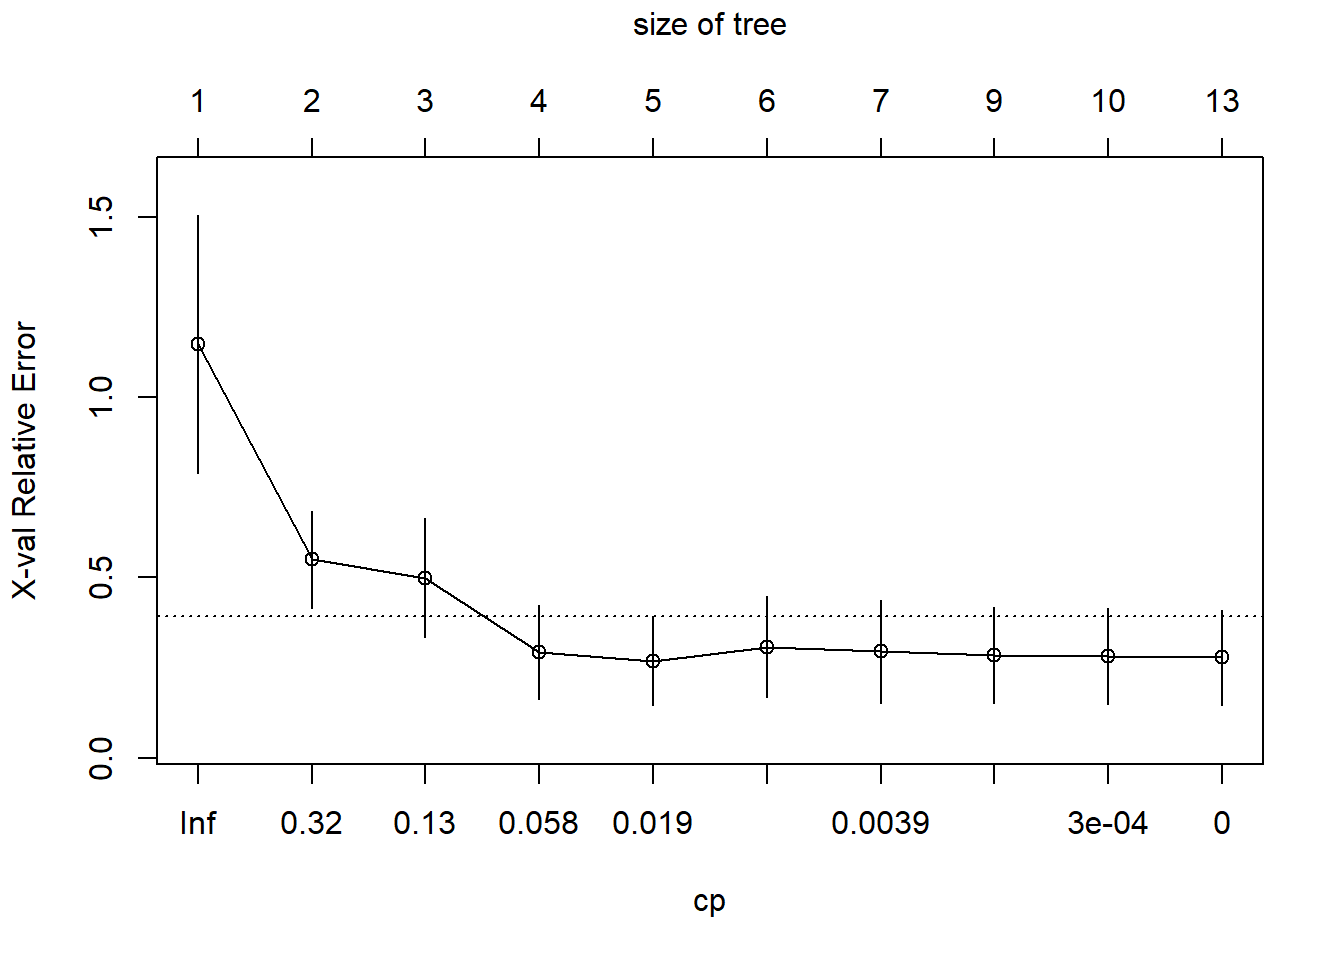 size of tree
1 2 3 4 5 6 7 9 10 13
X-val Relative Error
1.5
1.0
0.5
0.0
Inf 0.32 0.13 0.058 0.019 0.0039 3e-04 0
cp